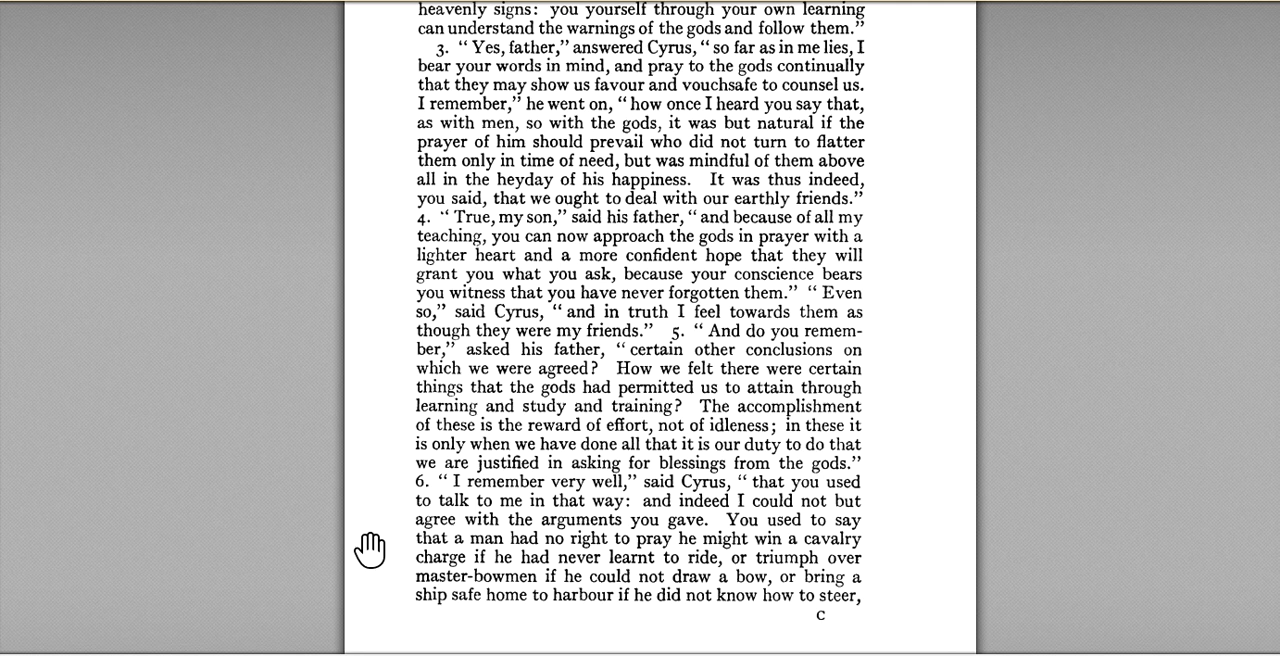 heavenly signs: you yourself through your own learning
can understand the warnings of the gods and follow them.”
3. “ Yes, father,” answered Cyrus, “ so far as in me lies, I
bear your words in mind, and pray to the gods continually
that they may show us favour and vouchsafe to counsel us.
I remember,” he went on, “ how once I heard you say that,
as with men, so with the gods, it was but natural if the
prayer of him should prevail who did not turn to flatter
them only in time of need, but was mindful of them above
all in the heyday of his happiness. It was thus indeed,
you said, that we ought to deal with our earthly friends.”
4. “ True, my son,” said his father, “ and because of all my
teaching, you can now approach the gods in prayer with a
lighter heart and a more confident hope that they will
grant you what you ask, because your conscience bears
you witness that you have never forgotten them.” “ Even
so,” said Cyrus, “ and in truth I feel towards them as
though they were my friends.” 5. “ And do you remem-
ber,” asked his father, “ certain other conclusions on
which we were agreed? How we felt there were certain
things that the gods had permitted us to attain through
learning and study and training? The accomplishment
of these is the reward of effort, not of idleness; in these it
is only when we have done all that it is our duty to do that
we are justified in asking for blessings from the gods.”
6. “ I remember very well,” said Cyrus, “ that you used
to talk to me in that way: and indeed I could not but
agree with the arguments you gave. You used to say
that a man had no right to pray he might win a cavalry
charge if he had never learnt to ride, or triumph over
master-bowmen if he could not draw a bow, or bring a
ship safe home to harbour if he did not know how to steer,
C